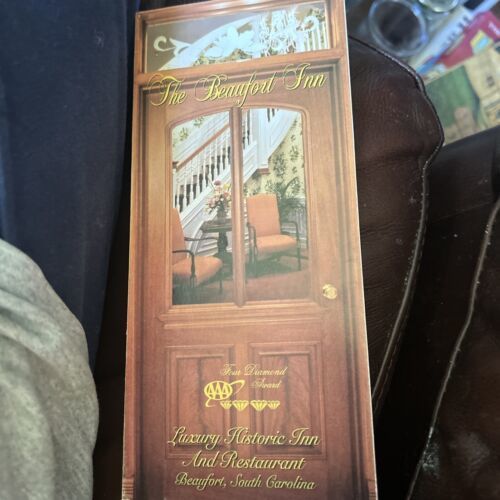 The Beaufort Inn
Four Diamond
Award
AAA
Luxury Historic Inn
And Restaurant
Beaufort, South Carolina